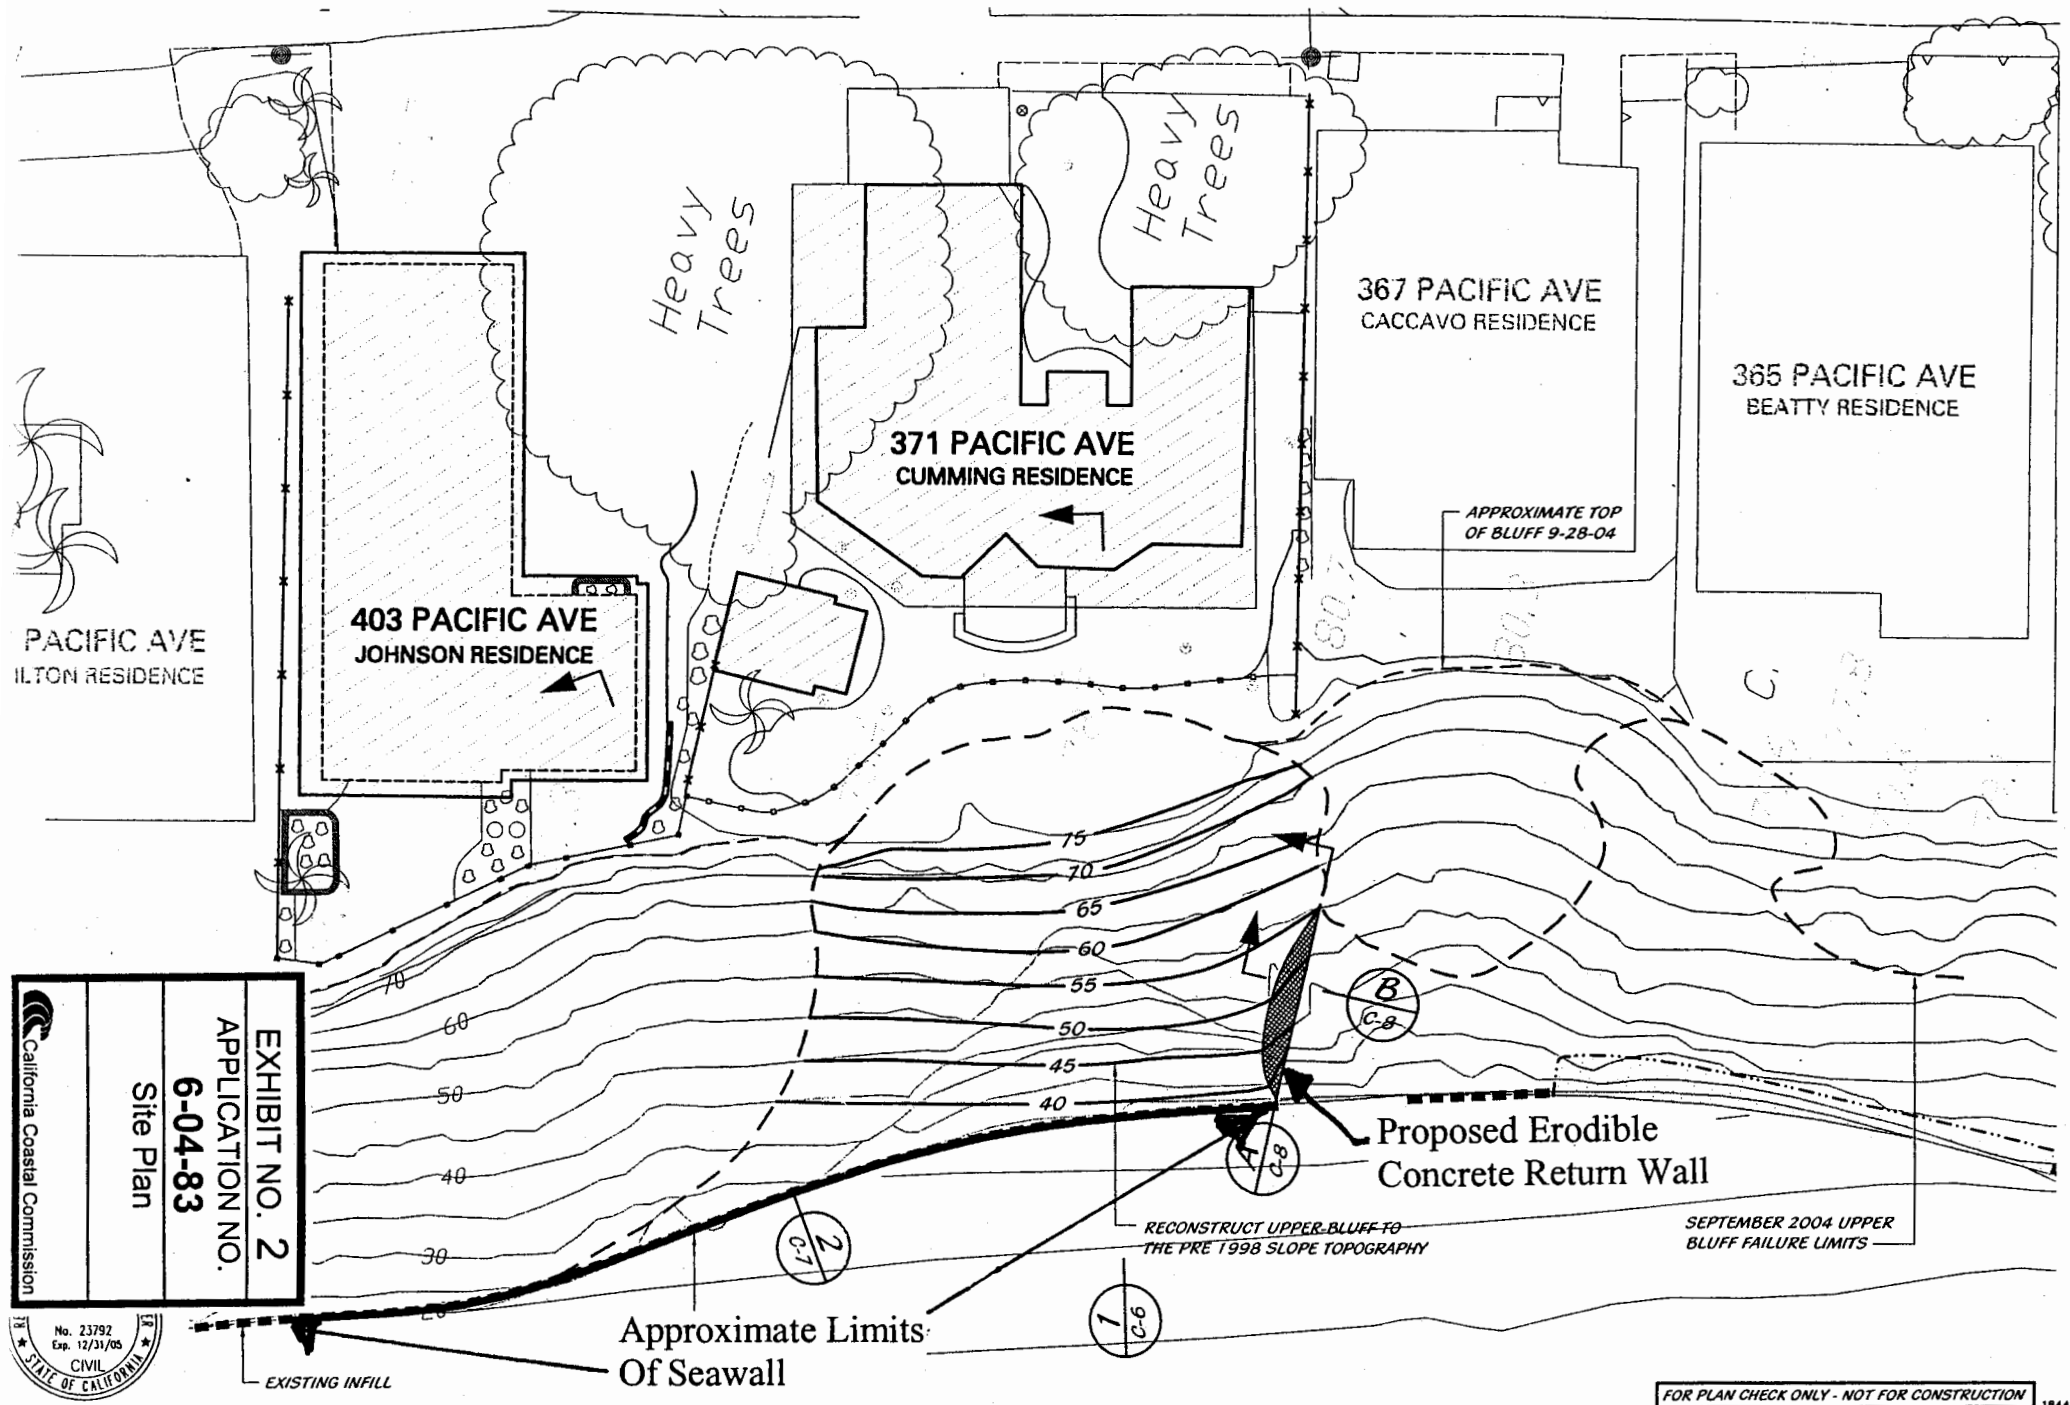 Heavy
Trees
Heavy
Trees
367 PACIFIC AVE
CACCAVO RESIDENCE
365 PACIFIC AVE
BEATTY RESIDENCE
371 PACIFIC AVE
CUMMING RESIDENCE
APPROXIMATE TOP
OF BLUFF 9-28-04
403 PACIFIC AVE
JOHNSON RESIDENCE
PACIFIC AVE
ILTON RESIDENCE
80.
80.
C.
75
70
65
60
55
50
45
40
70
60
50
40
30
20
B
C-8
A
C-8
2
C-7
1
C-6
EXHIBIT NO. 2
APPLICATION NO.
6-04-83
Site Plan
California Coastal Commission
Proposed Erodible
Concrete Return Wall
RECONSTRUCT UPPER BLUFF TO
THE PRE 1998 SLOPE TOPOGRAPHY
SEPTEMBER 2004 UPPER
BLUFF FAILURE LIMITS
Approximate Limits
Of Seawall
No. 23792
Exp. 12/31/05
CIVIL
STATE OF CALIFORNIA
EXISTING INFILL
FOR PLAN CHECK ONLY - NOT FOR CONSTRUCTION